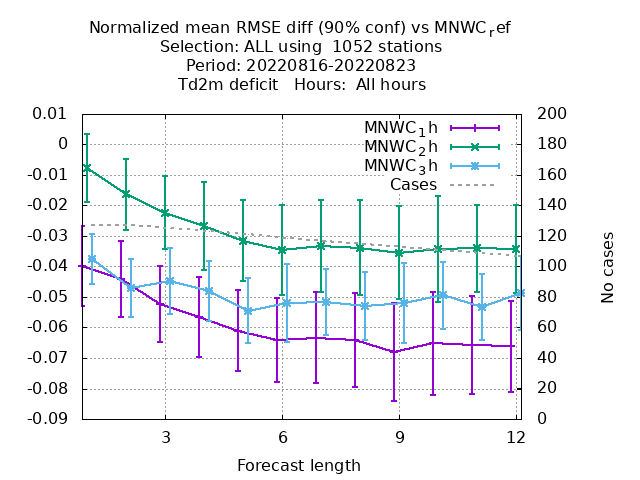 Normalized mean RMSE diff (90% conf) vs MNWC_ref
Selection: ALL using  1052 stations
Period: 20220816-20220823
Td2m deficit   Hours:  All hours
0.01
0
-0.01
-0.02
-0.03
-0.04
-0.05
-0.06
-0.07
-0.08
-0.09
MNWC_1h
MNWC_2h
MNWC_3h
Cases
200
180
160
140
120
100
80
60
40
20
0
No cases
3
6
9
12
Forecast length